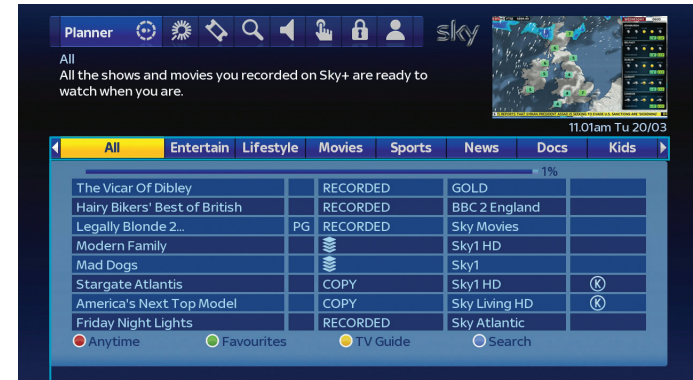 Planner
sky
All
All the shows and movies you recorded on Sky+ are ready to
watch when you are.
11.01am Tu 20/03
All Entertain Lifestyle Movies Sports News Docs Kids
1%
The Vicar Of Dibley RECORDED GOLD
Hairy Bikers' Best of British RECORDED BBC 2 England
Legally Blonde 2... PG RECORDED Sky Movies
Modern Family Sky1 HD
Mad Dogs Sky1
Stargate Atlantis COPY Sky1 HD K
America's Next Top Model COPY Sky Living HD K
Friday Night Lights RECORDED Sky Atlantic
Anytime Favourites TV Guide Search